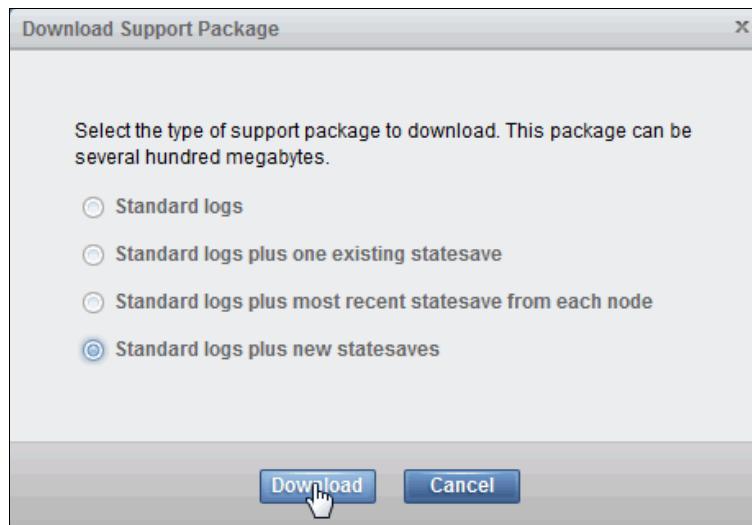 Download Support Package
x
Select the type of support package to download. This package can be
several hundred megabytes.
Standard logs
Standard logs plus one existing statesave
Standard logs plus most recent statesave from each node
Standard logs plus new statesaves
Download
Cancel